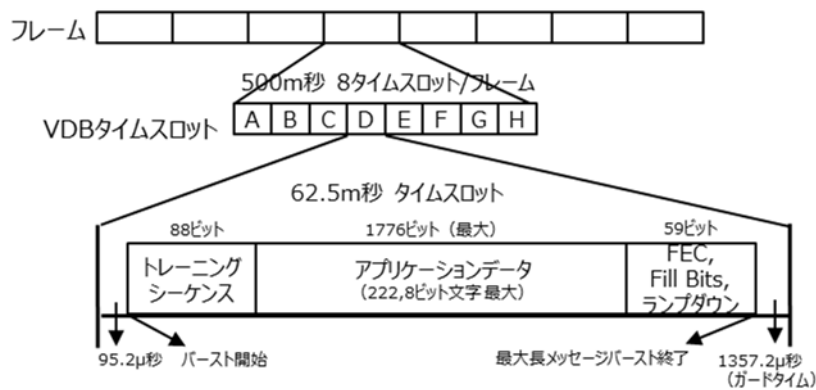 フレーム
500m秒 8タイムスロット/フレーム
VDBタイムスロット
A B C D E F G H
62.5m秒 タイムスロット
88ビット 1776ビット（最大） 59ビット
トレーニング
シーケンス
アプリケーションデータ
(222,8ビット文字 最大)
FEC,
Fill Bits,
ランプダウン
95.2μ秒 バースト開始 最大長メッセージバースト終了 1357.2μ秒
（ガードタイム）